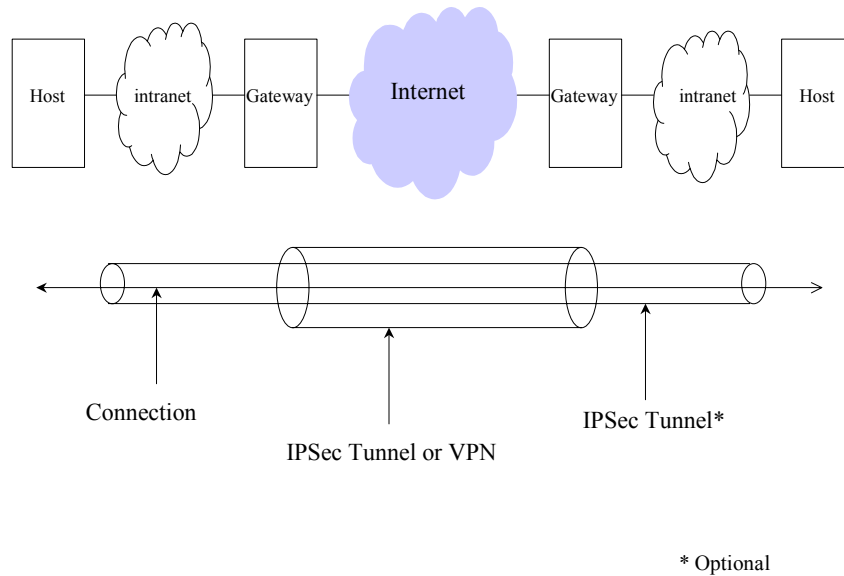 Host
intranet
Gateway
Internet
Gateway
intranet
Host
Connection
IPSec Tunnel or VPN
IPSec Tunnel*
* Optional